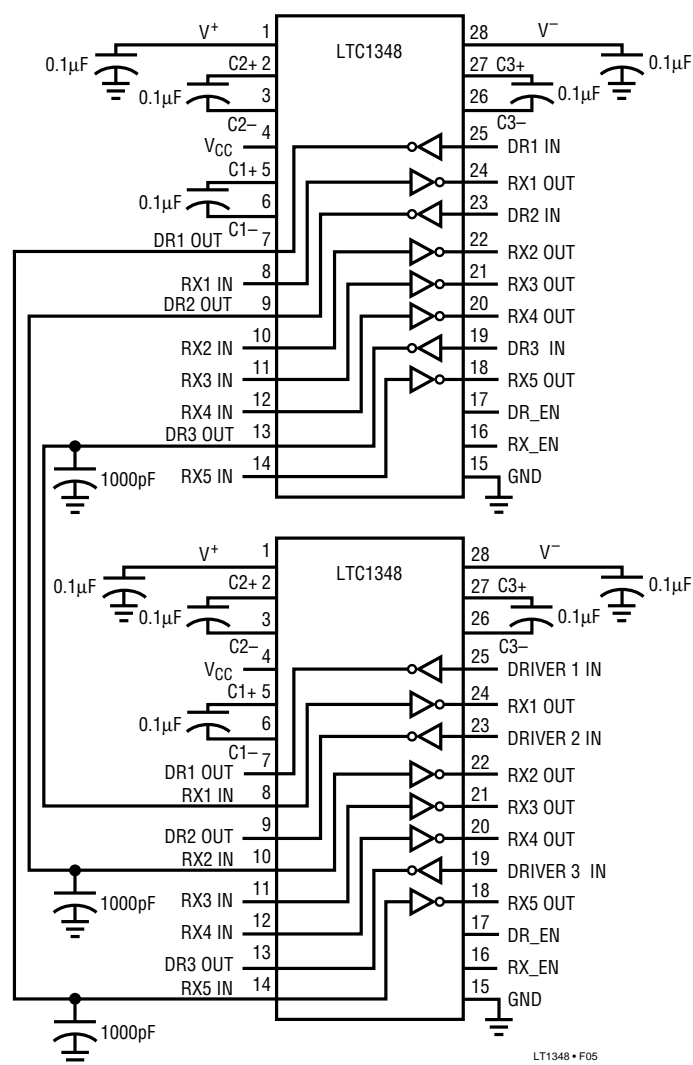 V+ 1 LTC1348 28 V−
0.1µF C2+ 2 27 C3+ 0.1µF
0.1µF 3 26 0.1µF
C2− C3−
4 25 DR1 IN
VCC
C1+ 5 24 RX1 OUT
0.1µF 6 23 DR2 IN
C1−
DR1 OUT 7 22 RX2 OUT
RX1 IN 8 21 RX3 OUT
DR2 OUT 9 20 RX4 OUT
RX2 IN 10 19 DR3 IN
RX3 IN 11 18 RX5 OUT
RX4 IN 12 17 DR_EN
DR3 OUT 13 16 RX_EN
1000pF RX5 IN 14 15 GND
V+ 1 LTC1348 28 V−
0.1µF C2+ 2 27 C3+ 0.1µF
0.1µF 3 26 0.1µF
C2− C3−
4 25 DRIVER 1 IN
VCC
C1+ 5 24 RX1 OUT
0.1µF 6 23 DRIVER 2 IN
C1−
DR1 OUT 7 22 RX2 OUT
RX1 IN 8 21 RX3 OUT
DR2 OUT 9 20 RX4 OUT
RX2 IN 10 19 DRIVER 3 IN
1000pF RX3 IN 11 18 RX5 OUT
RX4 IN 12 17 DR_EN
DR3 OUT 13 16 RX_EN
RX5 IN 14 15 GND
1000pF
LT1348 • F05